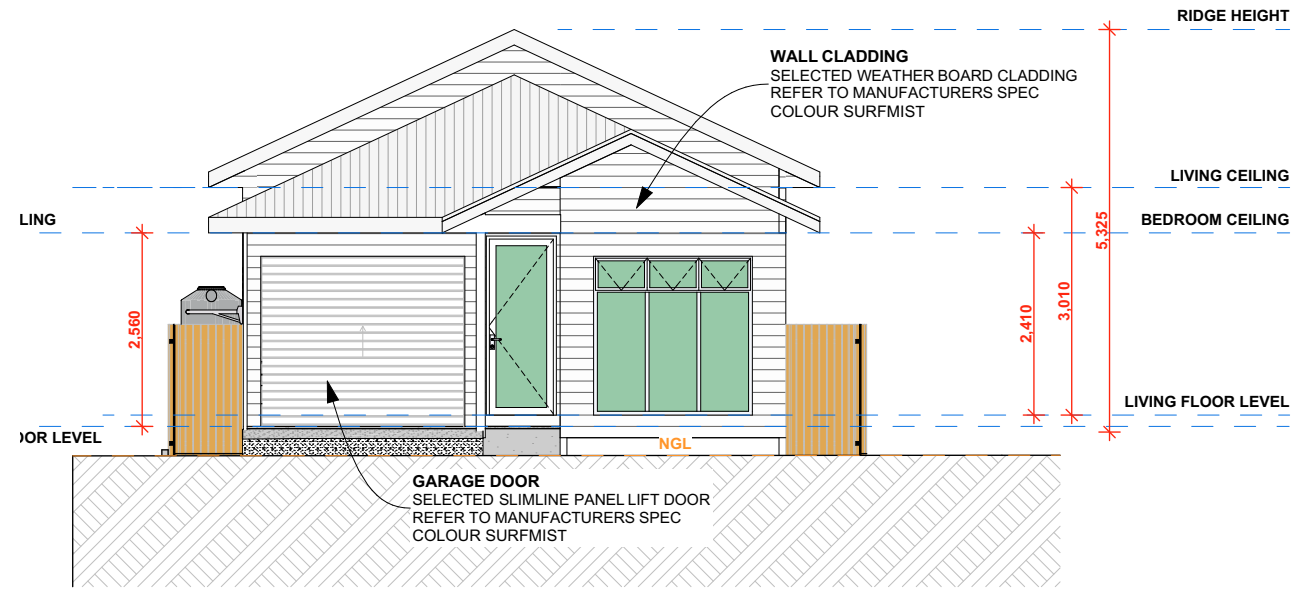 RIDGE HEIGHT
WALL CLADDING
SELECTED WEATHER BOARD CLADDING
REFER TO MANUFACTURERS SPEC
COLOUR SURFMIST
LIVING CEILING
LING
BEDROOM CEILING
5,325
3,010
2,410
2,560
LIVING FLOOR LEVEL
OOR LEVEL
NGL
GARAGE DOOR
SELECTED SLIMLINE PANEL LIFT DOOR
REFER TO MANUFACTURERS SPEC
COLOUR SURFMIST